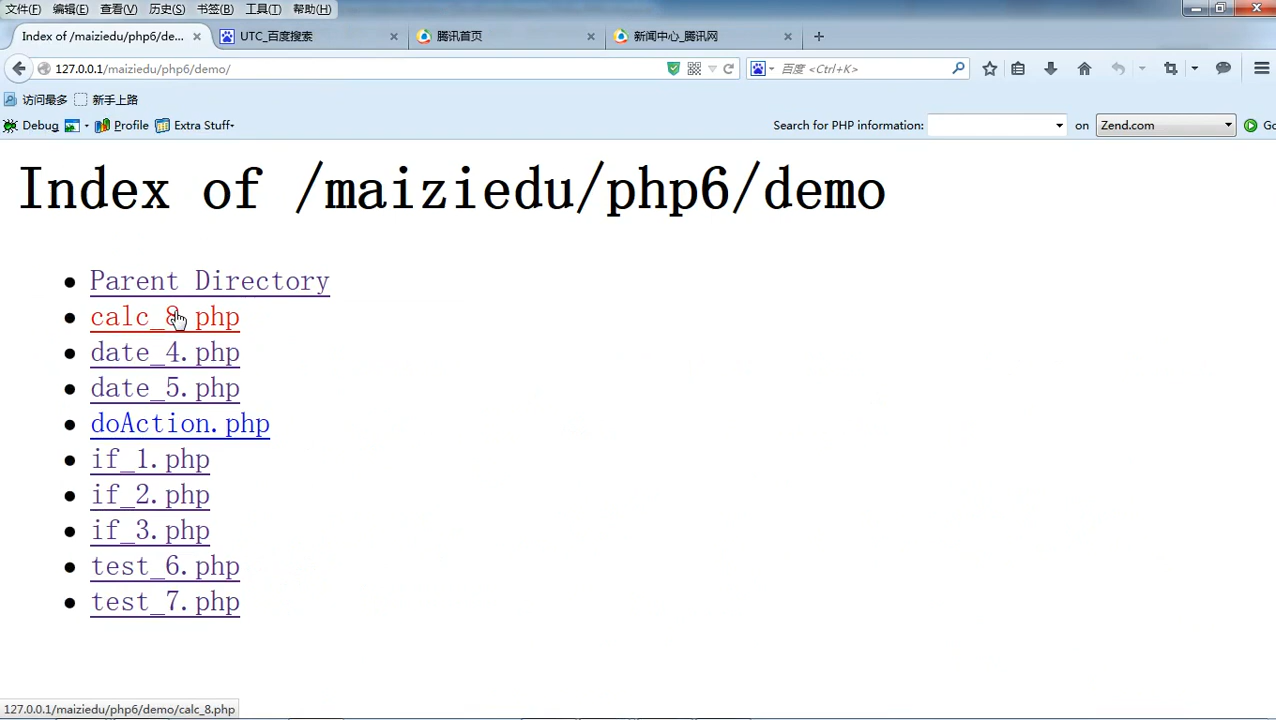 文件(F) 编辑(E) 查看(V) 历史(S) 书签(B) 工具(T) 帮助(H)
Index of /maiziedu/php6/de... UTC_百度搜索 腾讯首页 新闻中心_腾讯网
127.0.0.1/maiziedu/php6/demo/ 百度 <Ctrl+K>
访问最多 新手上路
Debug Profile Extra Stuff Search for PHP information: on Zend.com Go
Index of /maiziedu/php6/demo
Parent Directory
calc_8.php
date_4.php
date_5.php
doAction.php
if_1.php
if_2.php
if_3.php
test_6.php
test_7.php
127.0.0.1/maiziedu/php6/demo/calc_8.php